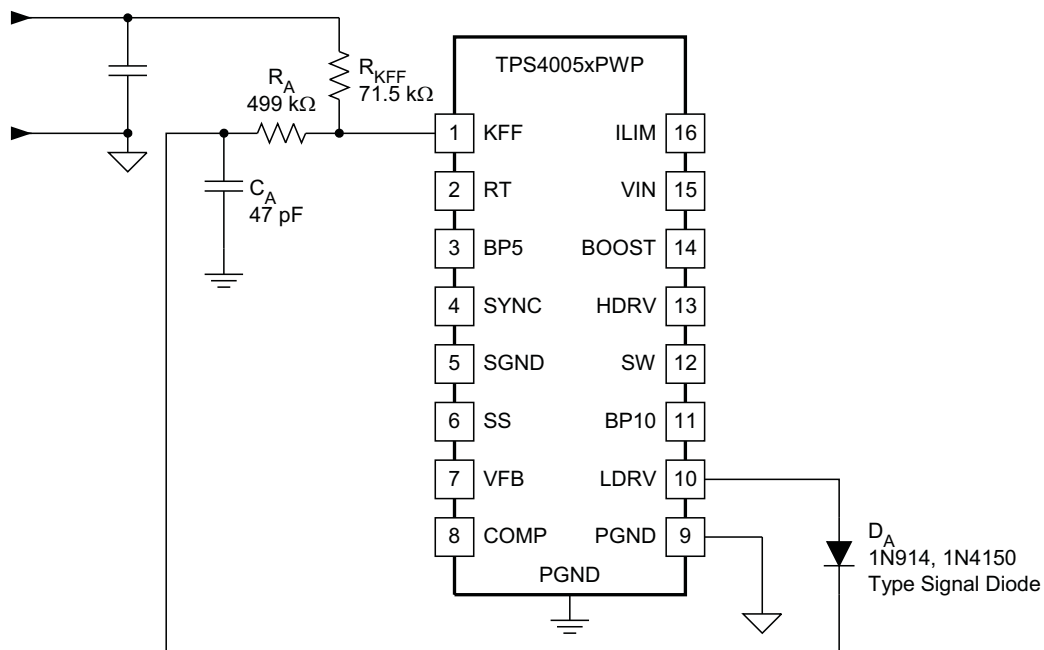 TPS4005xPWP
R_KFF
71.5 kΩ
R_A
499 kΩ
C_A
47 pF
1 KFF ILIM 16
2 RT VIN 15
3 BP5 BOOST 14
4 SYNC HDRV 13
5 SGND SW 12
6 SS BP10 11
7 VFB LDRV 10
8 COMP PGND 9
PGND
D_A
1N914, 1N4150
Type Signal Diode